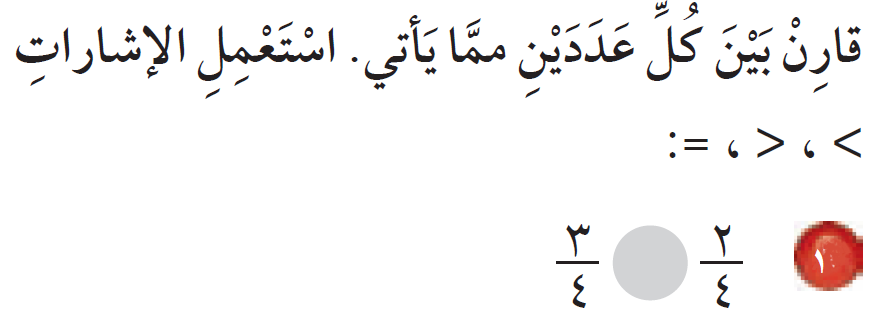 قارِنْ بَيْنَ كُلِّ عَدَدَيْنِ ممَّا يَأتي. اسْتَعْمِلِ الإشاراتِ
> ، < ، =:
١ ٢/٤ ٣/٤